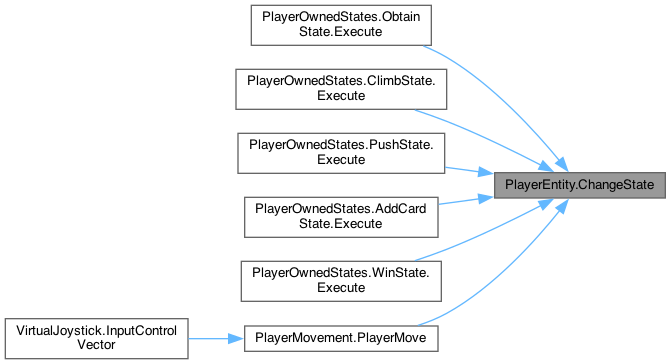 PlayerOwnedStates.Obtain
State.Execute
PlayerOwnedStates.ClimbState.
Execute
PlayerOwnedStates.PushState.
Execute
PlayerEntity.ChangeState
PlayerOwnedStates.AddCard
State.Execute
PlayerOwnedStates.WinState.
Execute
VirtualJoystick.InputControl
Vector
PlayerMovement.PlayerMove